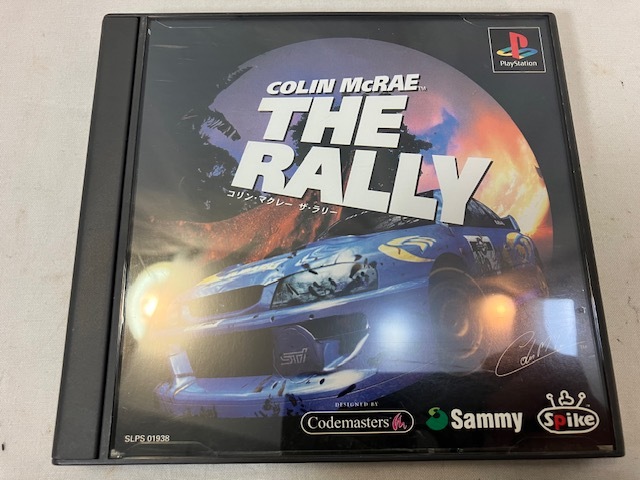 PlayStation
COLIN McRAE™
THE
RALLY
コリン・マクレー ザ・ラリー
STi
DESIGNED BY
Codemasters
Sammy
Spike
SLPS 01938